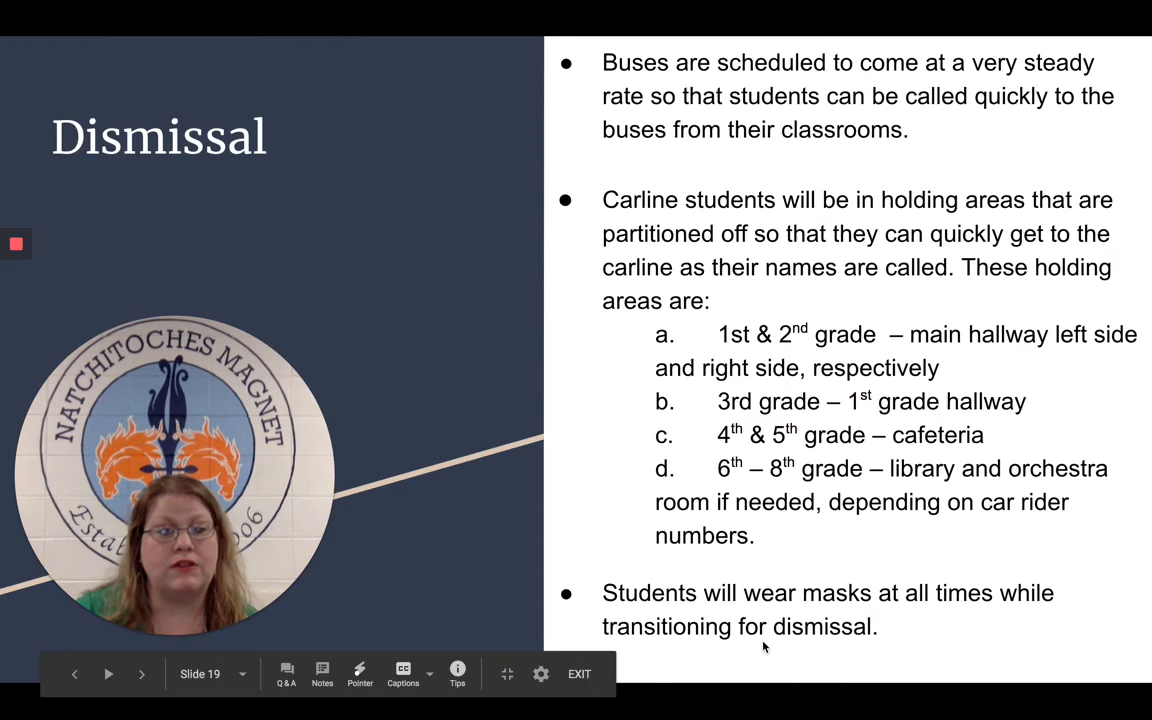 Dismissal
● Buses are scheduled to come at a very steady
rate so that students can be called quickly to the
buses from their classrooms.
● Carline students will be in holding areas that are
partitioned off so that they can quickly get to the
carline as their names are called. These holding
areas are:
a. 1st & 2nd grade – main hallway left side
and right side, respectively
b. 3rd grade – 1st grade hallway
c. 4th & 5th grade – cafeteria
d. 6th – 8th grade – library and orchestra
room if needed, depending on car rider
numbers.
● Students will wear masks at all times while
transitioning for dismissal.
NATCHITOCHES MAGNET
Slide 19
Q & A
Notes
Pointer
Captions
Tips
EXIT